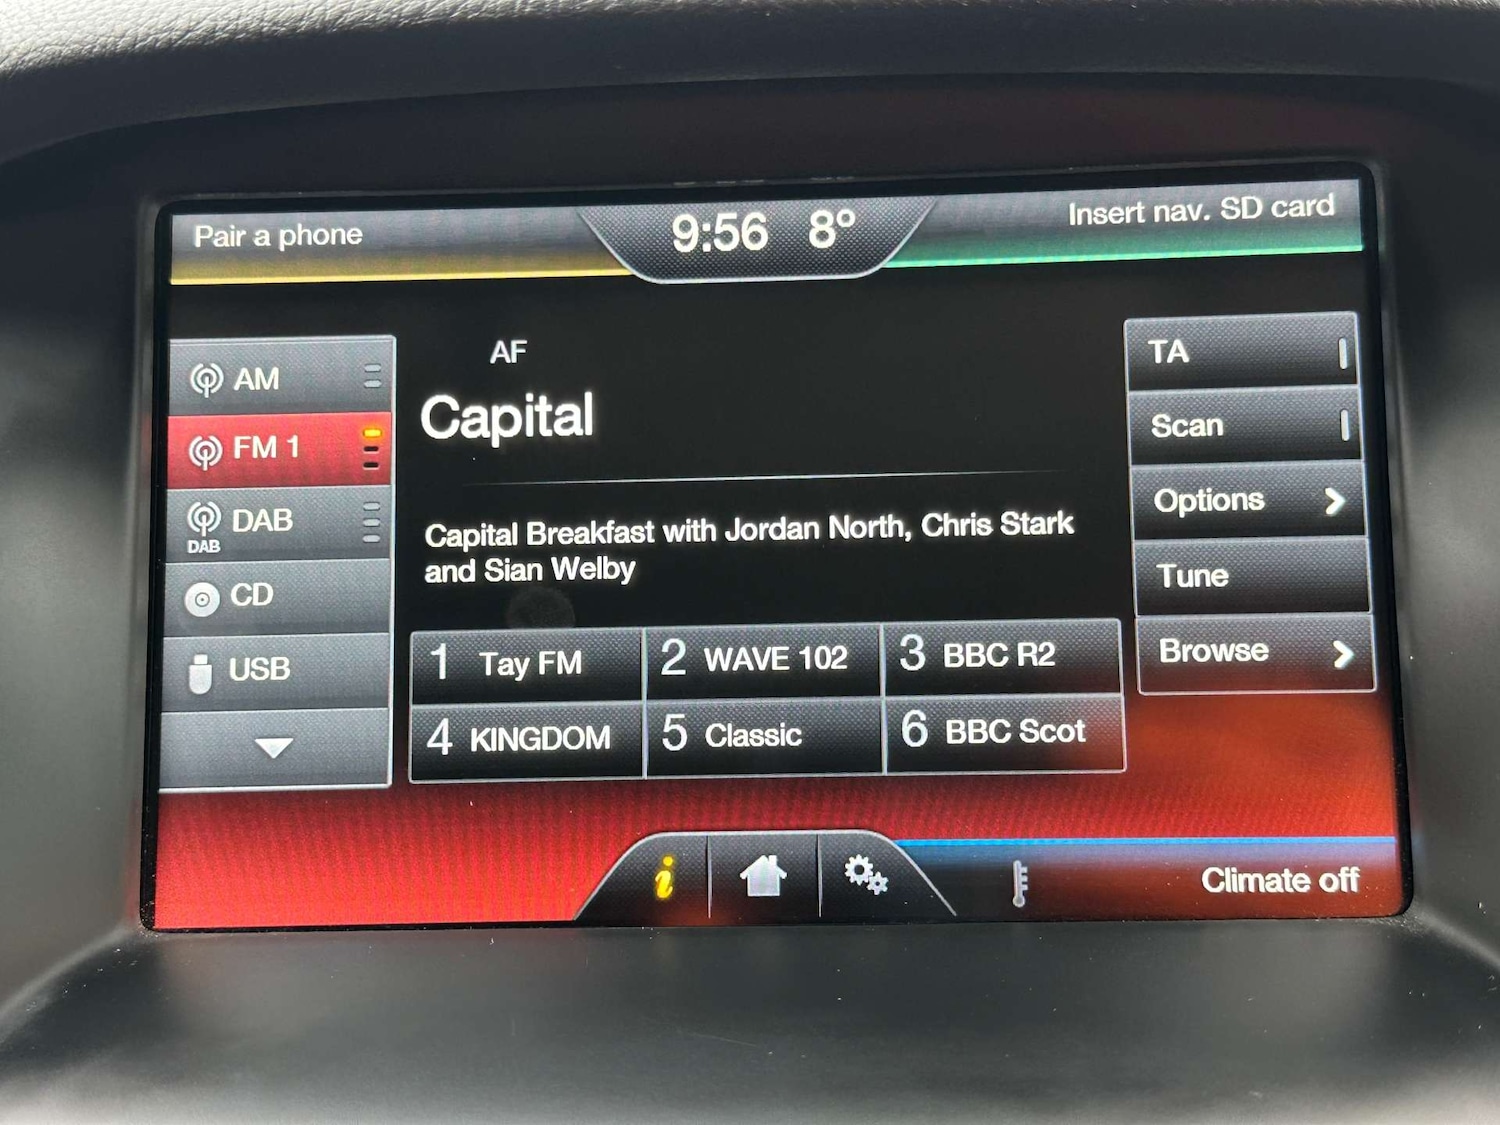 Pair a phone
9:56 8°
Insert nav. SD card
AM
FM 1
DAB
DAB
CD
USB
AF
Capital
Capital Breakfast with Jordan North, Chris Stark
and Sian Welby
1 Tay FM
2 WAVE 102
3 BBC R2
4 KINGDOM
5 Classic
6 BBC Scot
TA
Scan
Options
Tune
Browse
i
Climate off